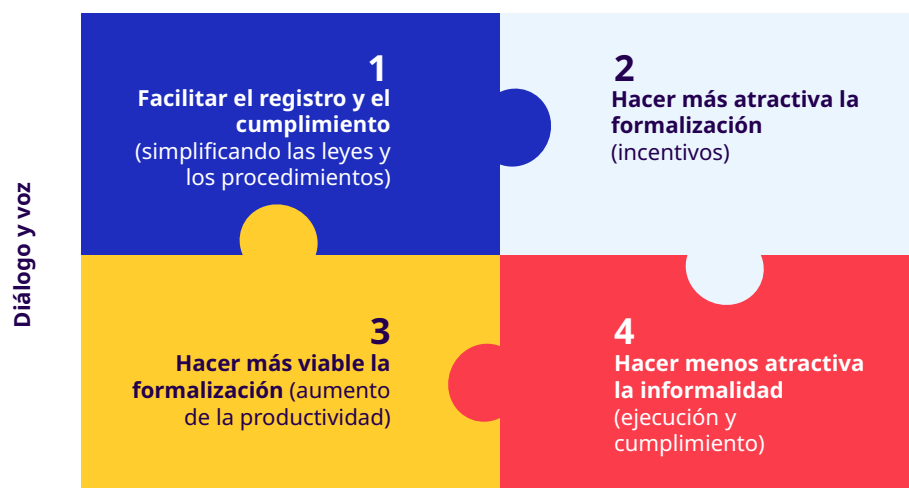 Diálogo y voz
1
Facilitar el registro y el
cumplimiento
(simplificando las leyes y
los procedimientos)
2
Hacer más atractiva la
formalización
(incentivos)
3
Hacer más viable la
formalización (aumento
de la productividad)
4
Hacer menos atractiva
la informalidad
(ejecución y
cumplimiento)